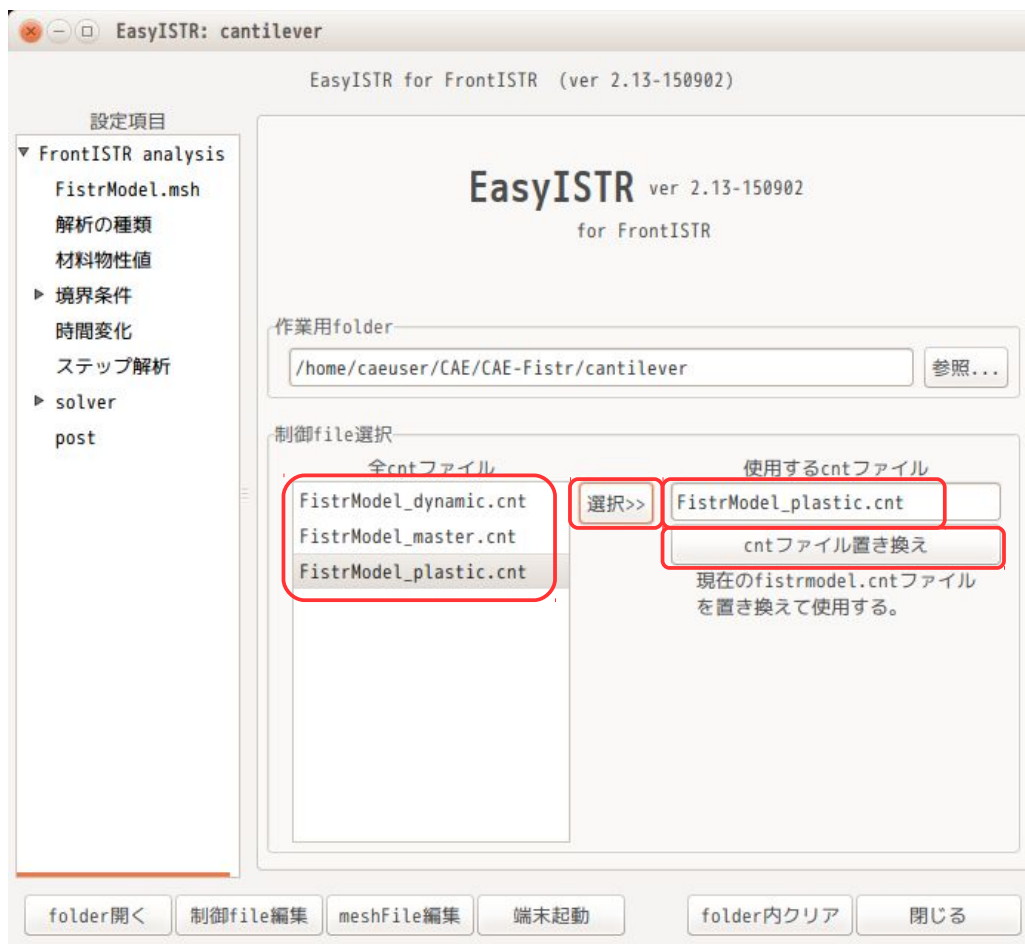 EasyISTR: cantilever
EasyISTR for FrontISTR (ver 2.13-150902)
設定項目
FrontISTR analysis
FistrModel.msh
解析の種類
材料物性値
境界条件
時間変化
ステップ解析
solver
post
EasyISTR ver 2.13-150902
for FrontISTR
作業用folder
/home/caeuser/CAE/CAE-Fistr/cantilever
参照...
制御file選択
全cntファイル
FistrModel_dynamic.cnt
FistrModel_master.cnt
FistrModel_plastic.cnt
選択>>
使用するcntファイル
FistrModel_plastic.cnt
cntファイル置き換え
現在のfistrmodel.cntファイル
を置き換えて使用する。
folder開く 制御file編集 meshFile編集 端末起動 folder内クリア 閉じる